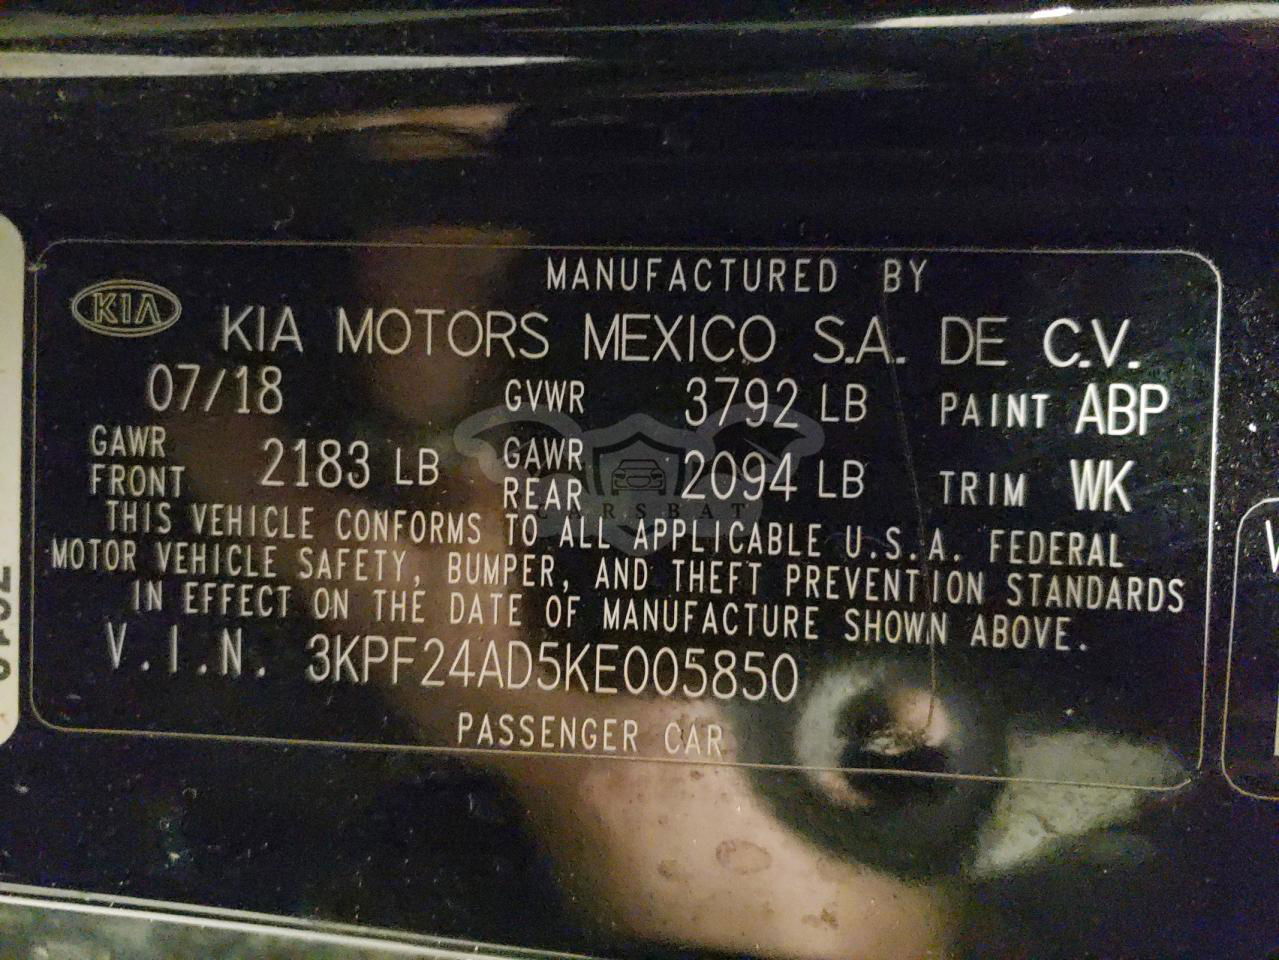 MANUFACTURED BY
KIA KIA MOTORS MEXICO S.A. DE C.V.
07/18 GVWR 3792 LB PAINT ABP
GAWR FRONT 2183 LB GAWR REAR 2094 LB TRIM WK
THIS VEHICLE CONFORMS TO ALL APPLICABLE U.S.A. FEDERAL
MOTOR VEHICLE SAFETY, BUMPER, AND THEFT PREVENTION STANDARDS
IN EFFECT ON THE DATE OF MANUFACTURE SHOWN ABOVE.
V.I.N. 3KPF24AD5KE005850
PASSENGER CAR
CARSBAT